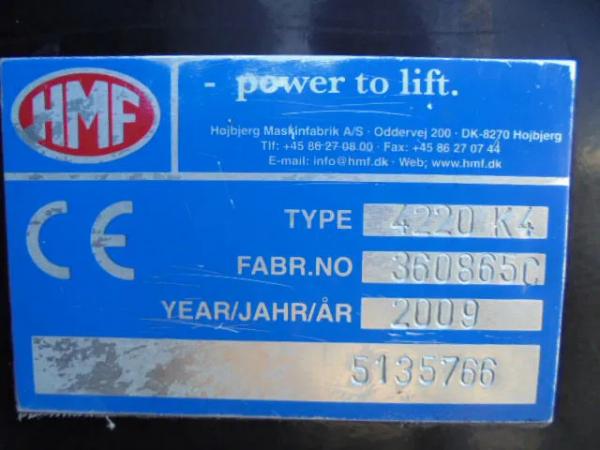 HMF
- power to lift.
Hojbjerg Maskinfabrik A/S · Oddervej 200 · DK-8270 Hojbjerg
Tlf: +45 86 27 08 00 · Fax: +45 86 27 07 44
E-mail: info@hmf.dk - Web; www.hmf.dk
CE
TYPE 4220 K4
FABR.NO 360865C
YEAR/JAHR/ÅR 2009
5135766